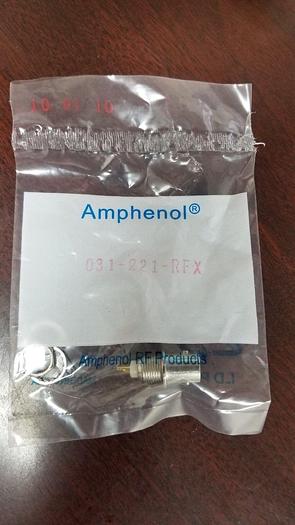 Amphenol®
031-221-RFX
Amphenol RF Products